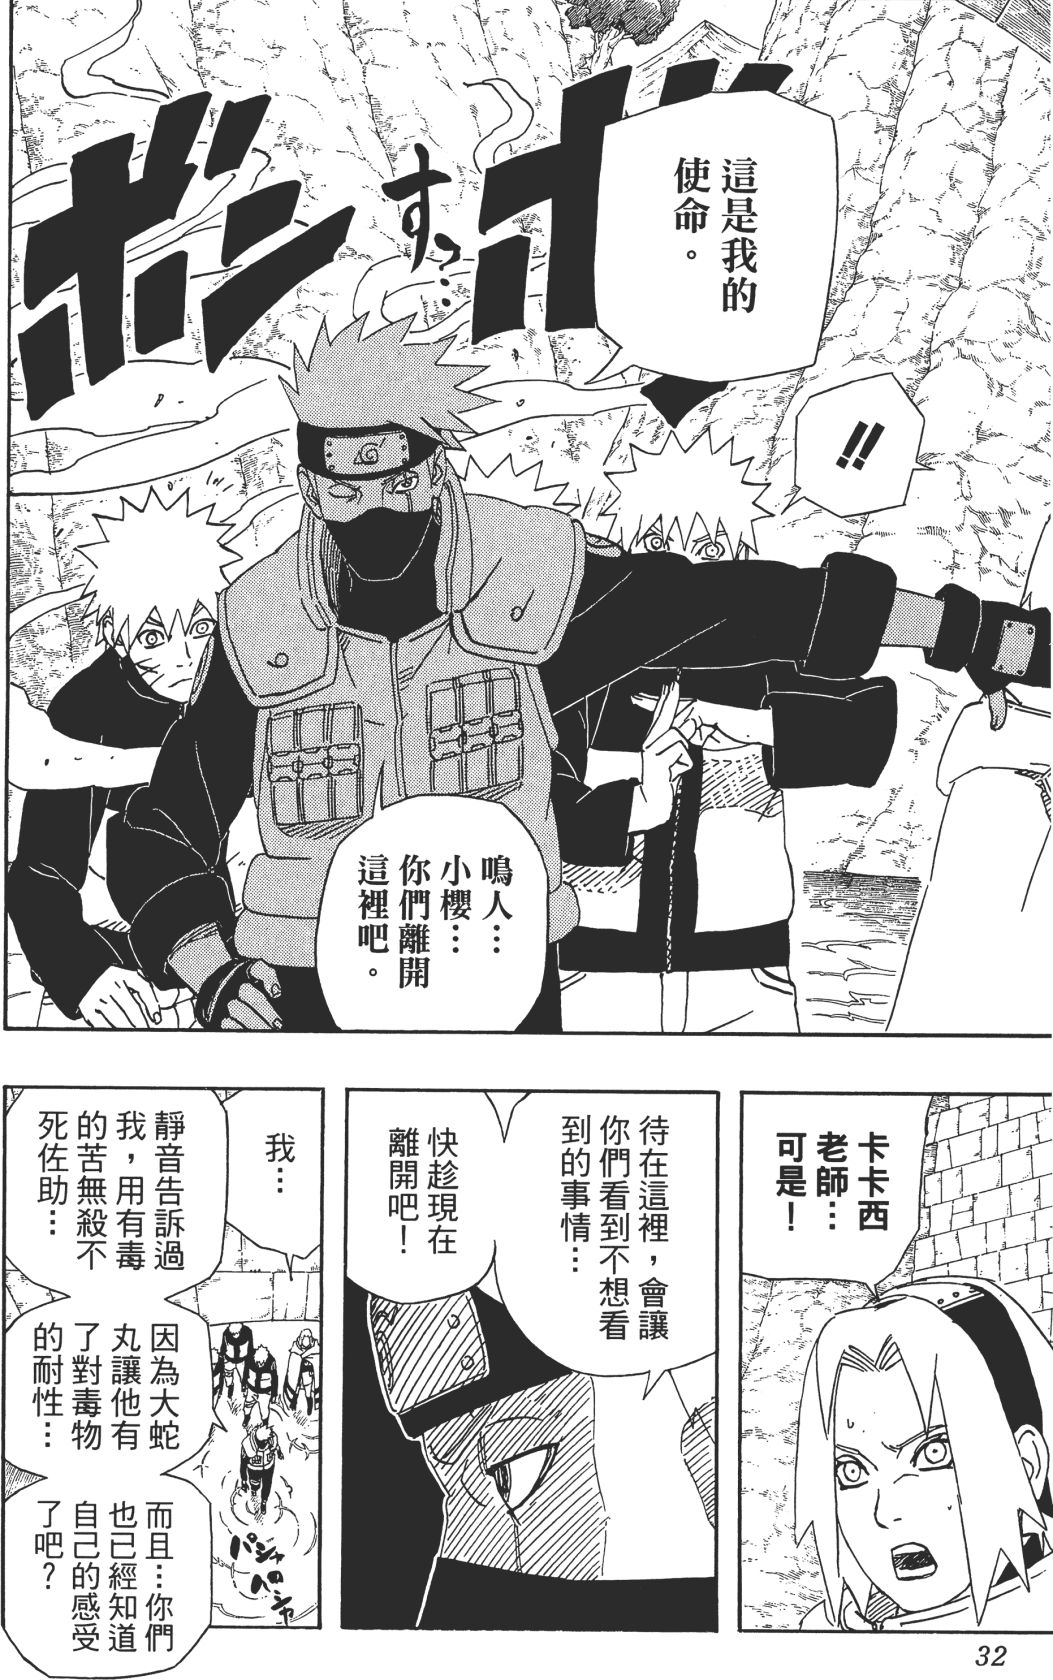 這是我的
使命。
!!
ボボンッ
すっ…
鳴人…
小櫻…
你們離開
這裡吧。
卡卡西
老師…
可是！
待在這裡，會讓
你們看到不想看
到的事情…
快趁現在
離開吧！
我…
靜音告訴過
我，用有毒
的苦無殺不
死佐助…
因為大蛇
丸讓他有
了對毒物
的耐性…
而且…你們
也已經知道
自己的感受
了吧？
パシャ
32